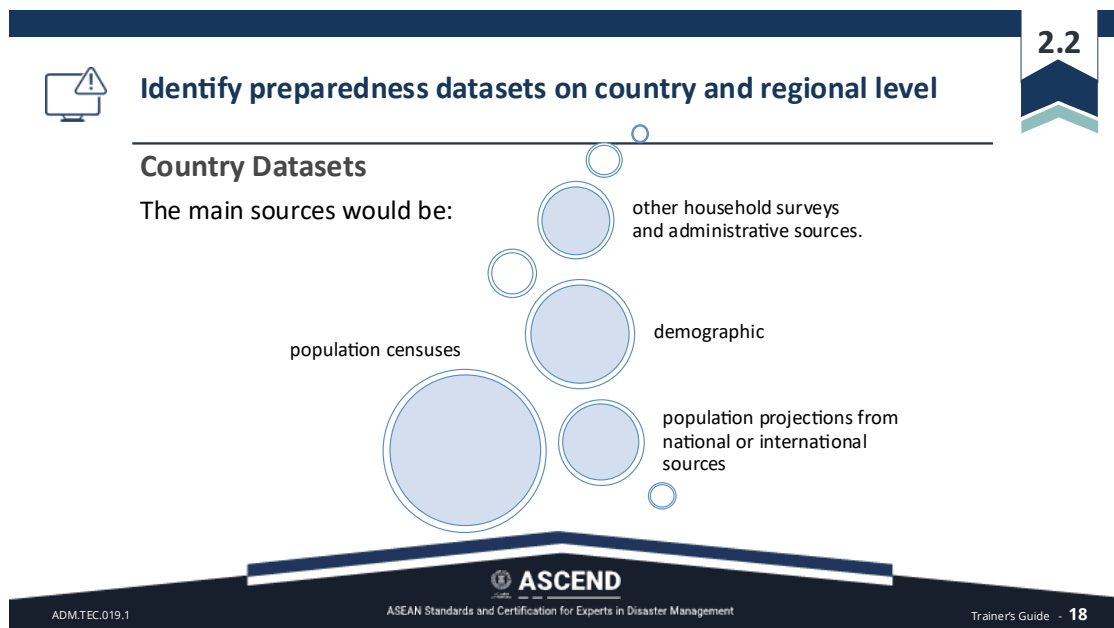 2.2
Identify preparedness datasets on country and regional level
Country Datasets
The main sources would be:
other household surveys
and administrative sources.
demographic
population censuses
population projections from
national or international
sources
ASCEND
ASEAN Standards and Certification for Experts in Disaster Management
ADM.TEC.019.1
Trainer's Guide - 18